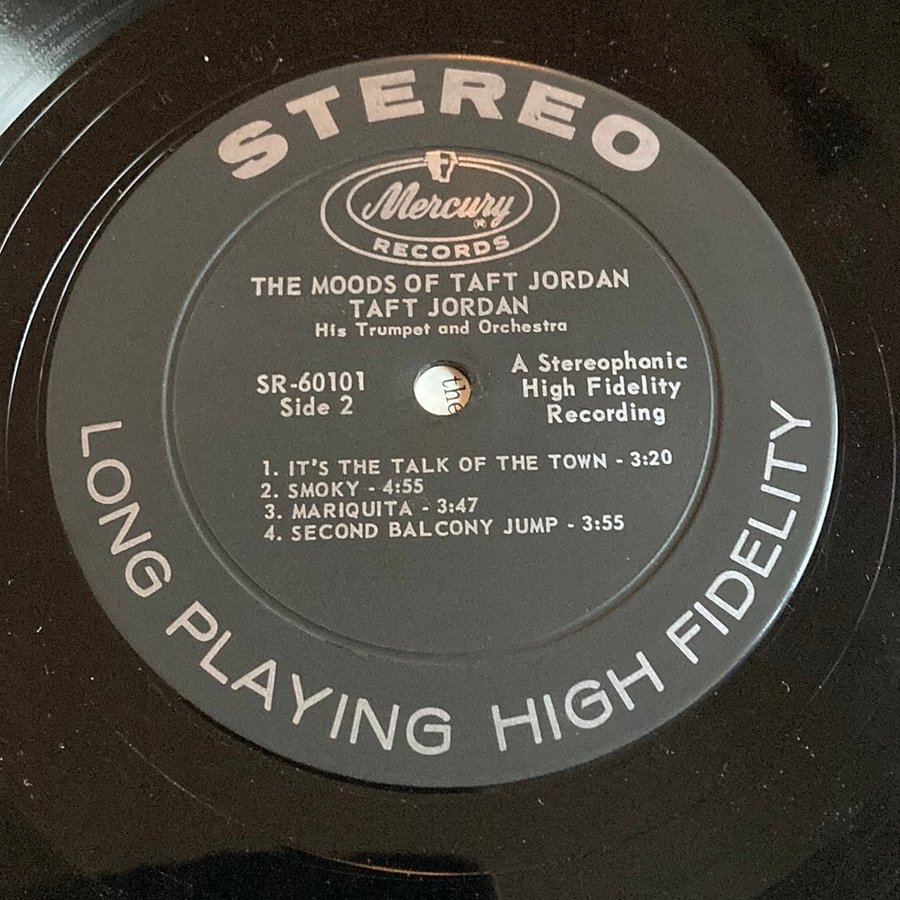 STEREO
Mercury
®
RECORDS
THE MOODS OF TAFT JORDAN
TAFT JORDAN
His Trumpet and Orchestra
SR-60101
Side 2
the
A Stereophonic
High Fidelity
Recording
1. IT'S THE TALK OF THE TOWN - 3:20
2. SMOKY - 4:55
3. MARIQUITA - 3:47
4. SECOND BALCONY JUMP - 3:55
LONG PLAYING HIGH FIDELITY